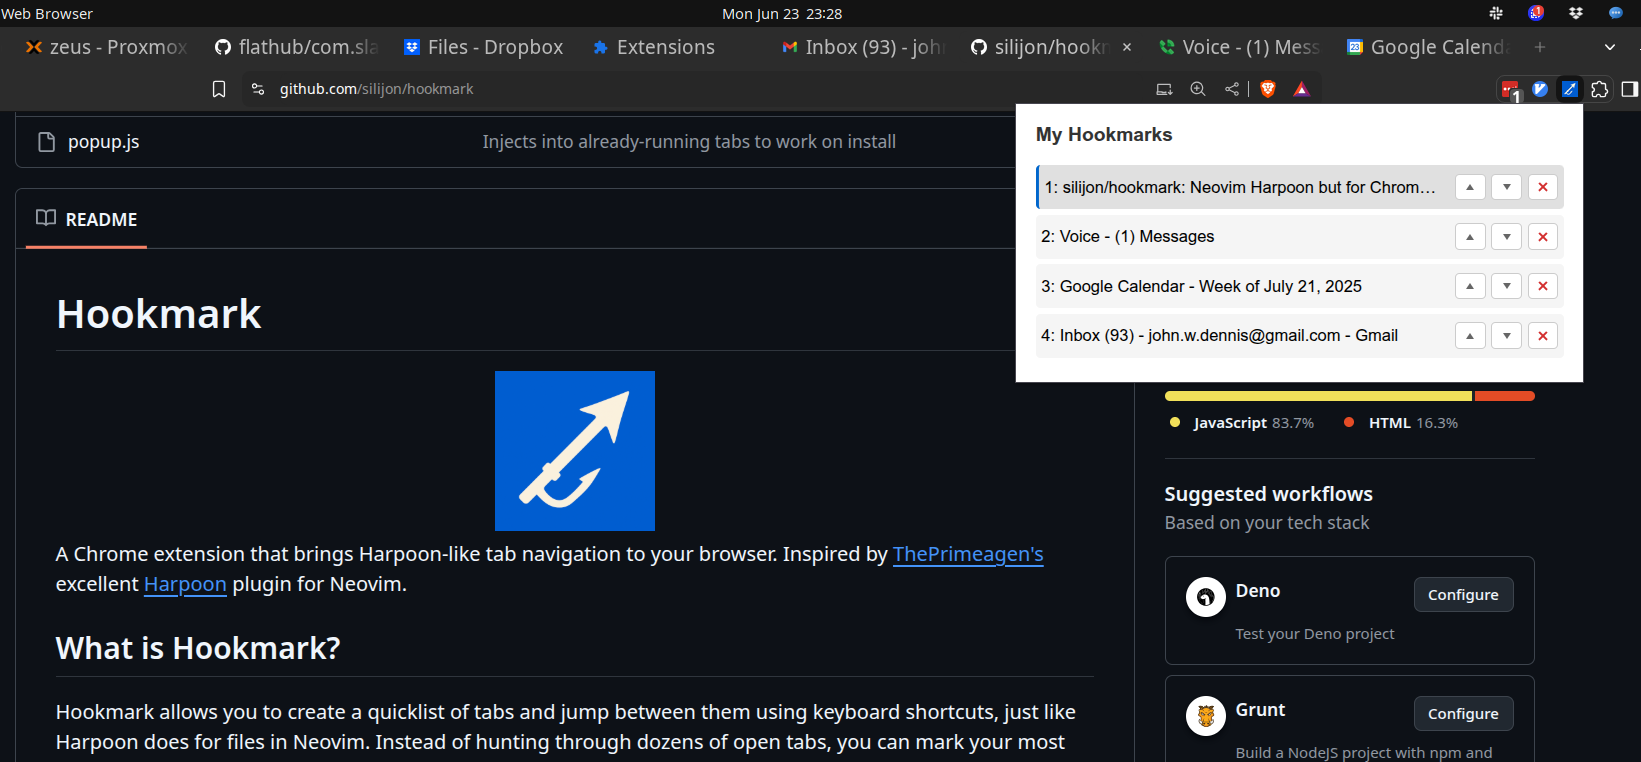 Web Browser
Mon Jun 23 23:28
zeus - Proxmox
flathub/com.sla
Files - Dropbox
Extensions
Inbox (93) - joh
silijon/hookn
Voice - (1) Mess
Google Calenda
github.com/silijon/hookmark
1
popup.js
Injects into already-running tabs to work on install
My Hookmarks
1: silijon/hookmark: Neovim Harpoon but for Chrom…
2: Voice - (1) Messages
3: Google Calendar - Week of July 21, 2025
4: Inbox (93) - john.w.dennis@gmail.com - Gmail
README
Hookmark
A Chrome extension that brings Harpoon-like tab navigation to your browser. Inspired by ThePrimeagen's
excellent Harpoon plugin for Neovim.
What is Hookmark?
Hookmark allows you to create a quicklist of tabs and jump between them using keyboard shortcuts, just like
Harpoon does for files in Neovim. Instead of hunting through dozens of open tabs, you can mark your most
JavaScript 83.7%
HTML 16.3%
Suggested workflows
Based on your tech stack
Deno
Configure
Test your Deno project
Grunt
Configure
Build a NodeJS project with npm and